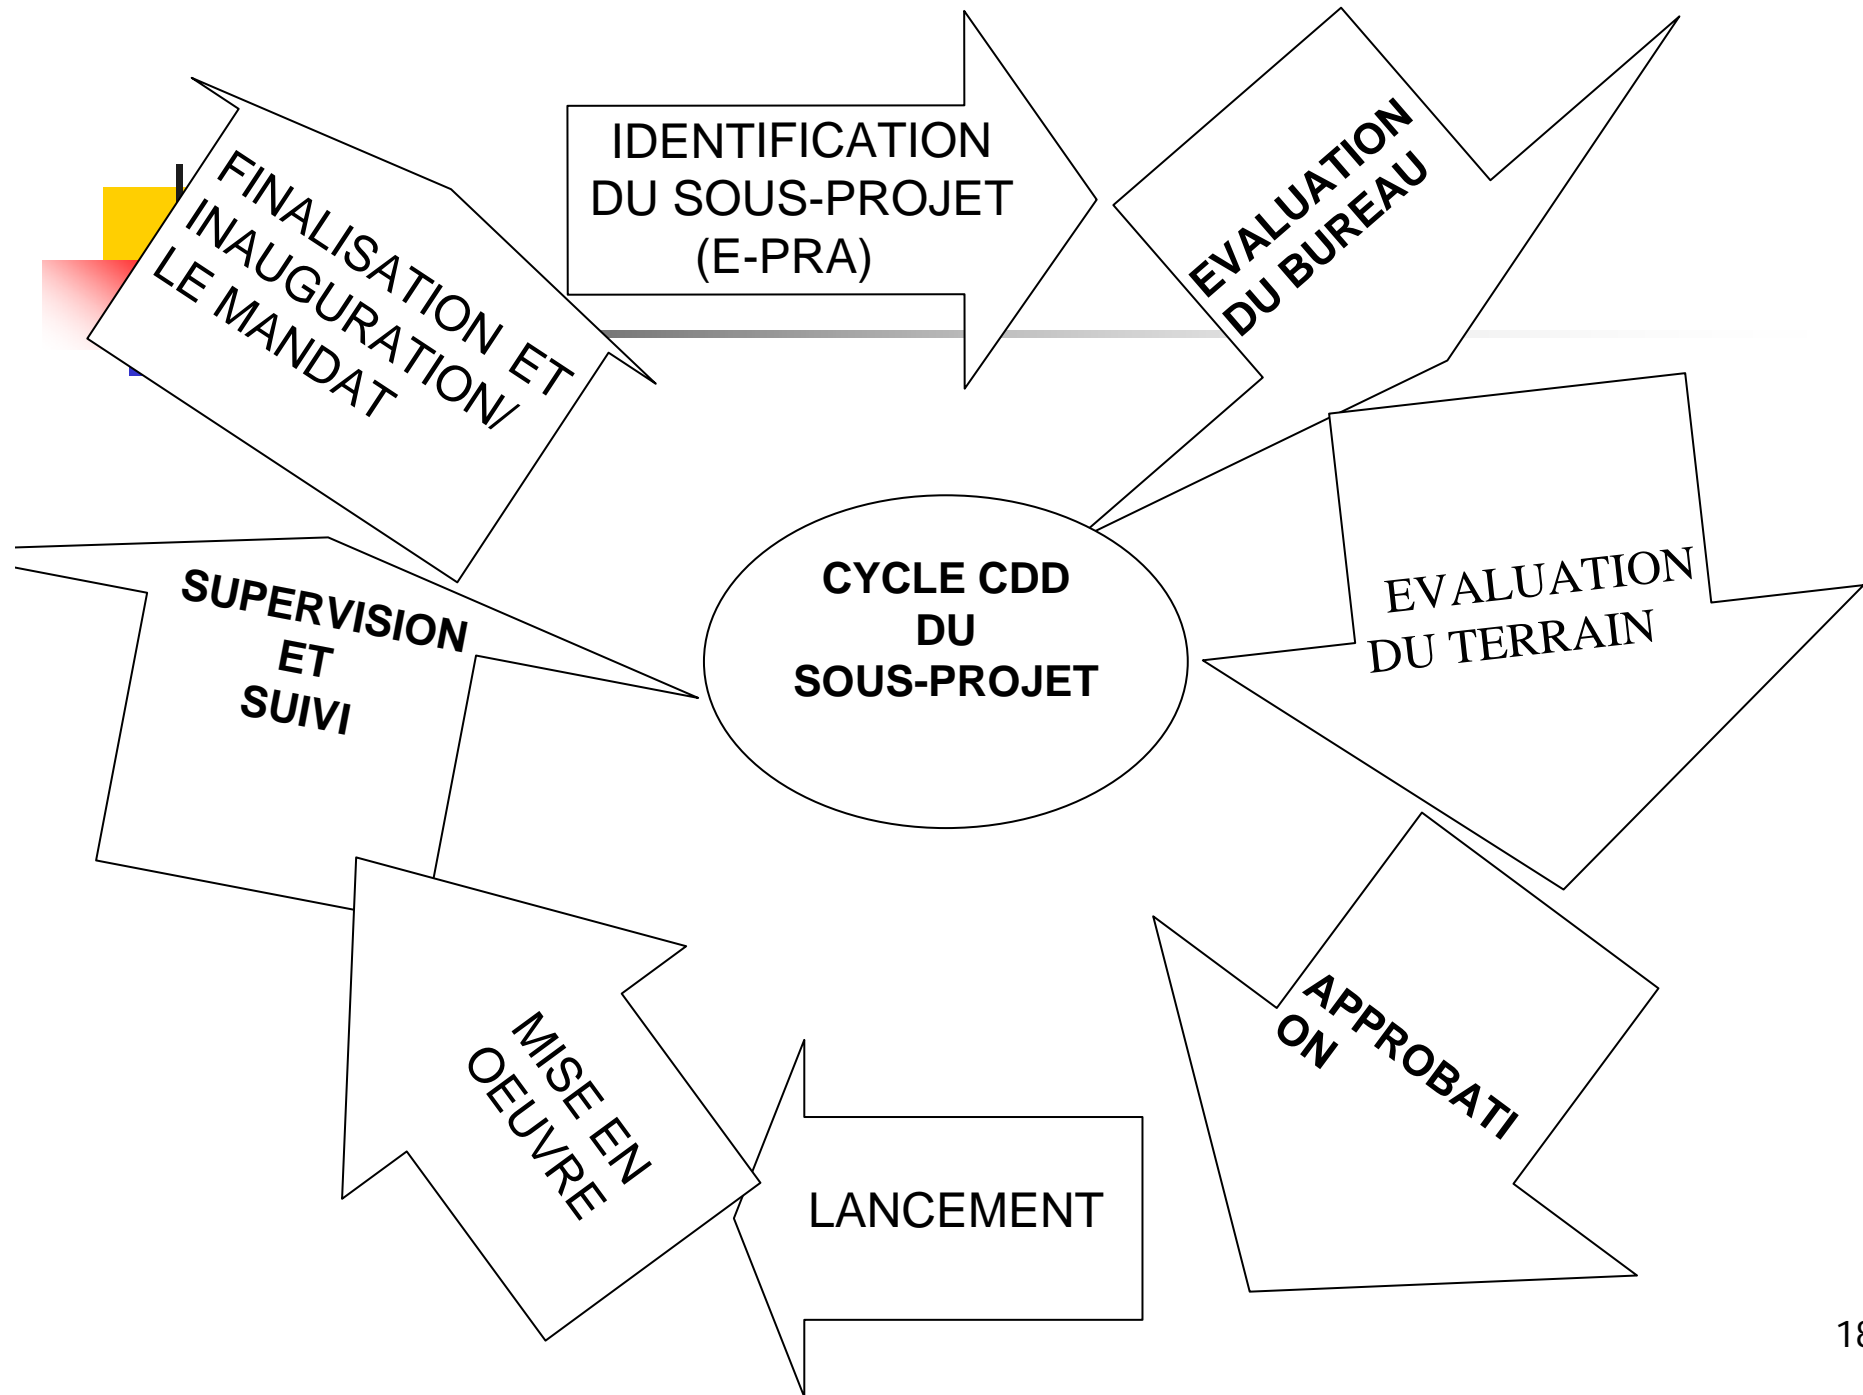 IDENTIFICATION
DU SOUS-PROJET
(E-PRA)
EVALUATION
DU BUREAU
EVALUATION
DU TERRAIN
APPROBATI
ON
LANCEMENT
MISE EN
OEUVRE
SUPERVISION
ET
SUIVI
FINALISATION ET
INAUGURATION/
LE MANDAT
CYCLE CDD
DU
SOUS-PROJET
18